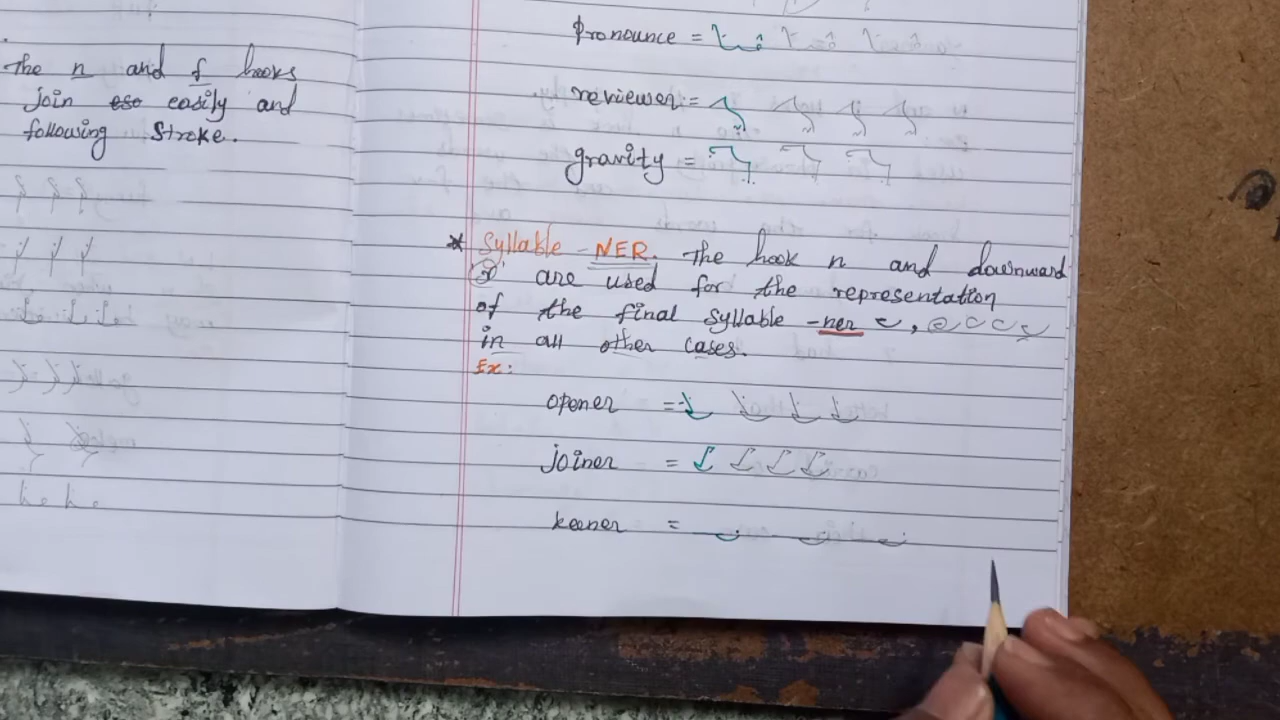 The n and f hooks
join easily and
following stroke.
pronounce =
reviewer =
gravity =
* Syllable - NER. The hook n and downward
'r' are used for the representation
of the final syllable -ner ,
in all other cases.
Ex:
opener =
joiner =
keener =